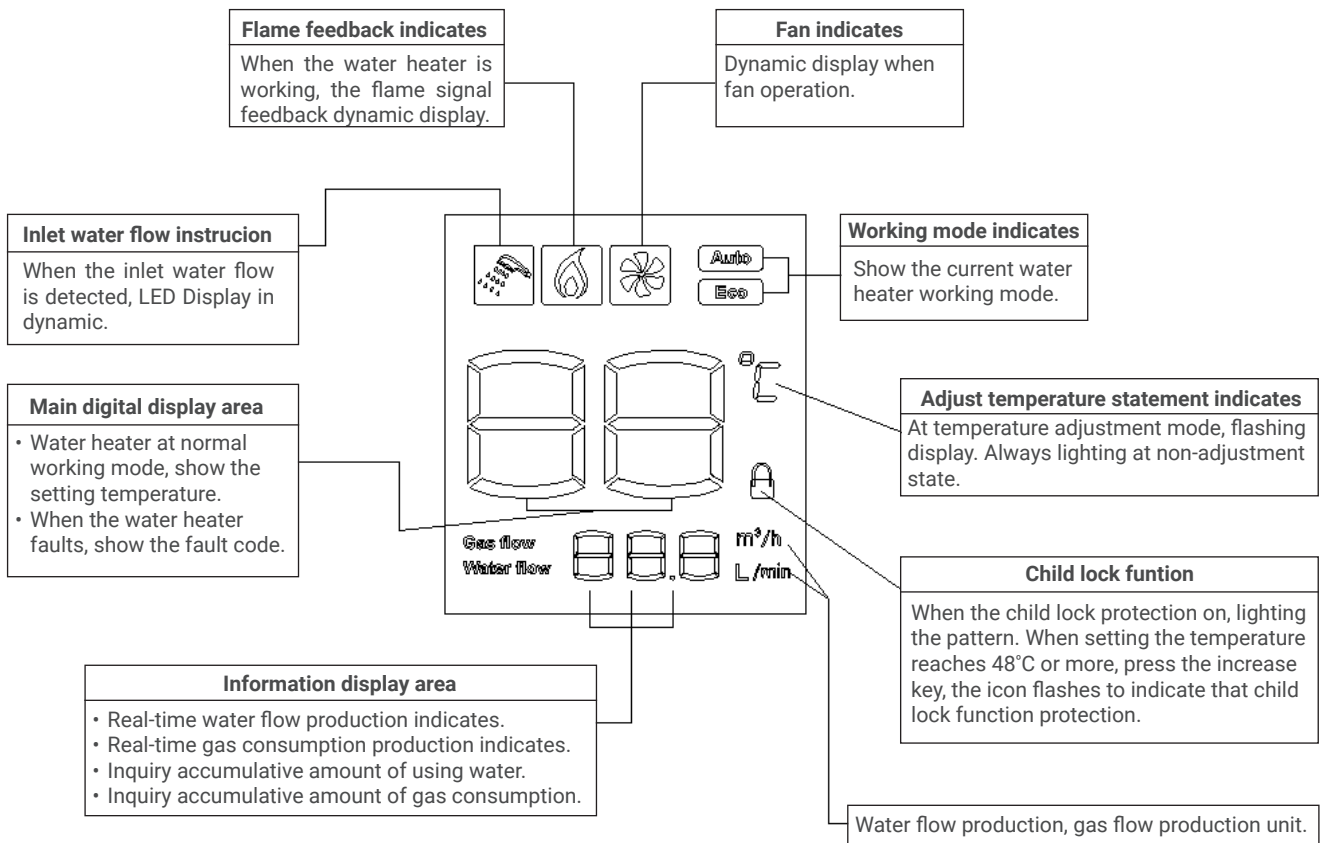 Flame feedback indicates
When the water heater is
working, the flame signal
feedback dynamic display.
Fan indicates
Dynamic display when
fan operation.
Inlet water flow instrucion
When the inlet water flow
is detected, LED Display in
dynamic.
Working mode indicates
Show the current water
heater working mode.
Auto
Eco
°C
Main digital display area
• Water heater at normal
working mode, show the
setting temperature.
• When the water heater
faults, show the fault code.
Adjust temperature statement indicates
At temperature adjustment mode, flashing
display. Always lighting at non-adjustment
state.
Gas flow
Water flow
88
88.8
m³/h
L/min
Child lock funtion
When the child lock protection on, lighting
the pattern. When setting the temperature
reaches 48°C or more, press the increase
key, the icon flashes to indicate that child
lock function protection.
Information display area
• Real-time water flow production indicates.
• Real-time gas consumption production indicates.
• Inquiry accumulative amount of using water.
• Inquiry accumulative amount of gas consumption.
Water flow production, gas flow production unit.